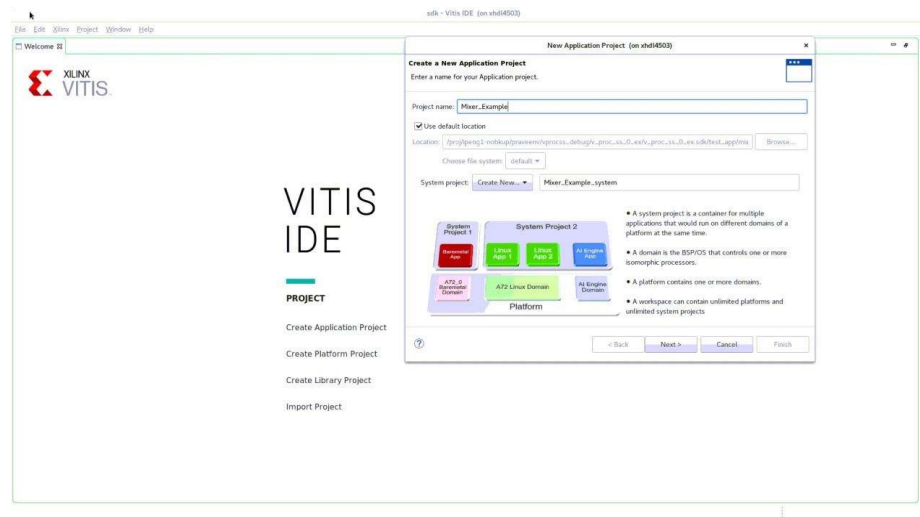 sdk - Vitis IDE (on xhdl4503)
File Edit Xilinx Project Window Help
Welcome
XILINX
VITIS.
VITIS
IDE
PROJECT
Create Application Project
Create Platform Project
Create Library Project
Import Project
New Application Project (on xhdl4503)
Create a New Application Project
Enter a name for your Application project.
Project name: Mixer_Example
Use default location
Location: Browse...
Choose file system: default
System project: Create New... Mixer_Example_system
System Project 1
System Project 2
Baremetal App
Linux App 1
Linux App 2
AI Engine App
A72_0 Baremetal Domain
A72 Linux Domain
AI Engine Domain
Platform
• A system project is a container for multiple
applications that would run on different domains of a
platform at the same time.
• A domain is the BSP/OS that controls one or more
isomorphic processors.
• A platform contains one or more domains.
• A workspace can contain unlimited platforms and
unlimited system projects
< Back Next > Cancel Finish